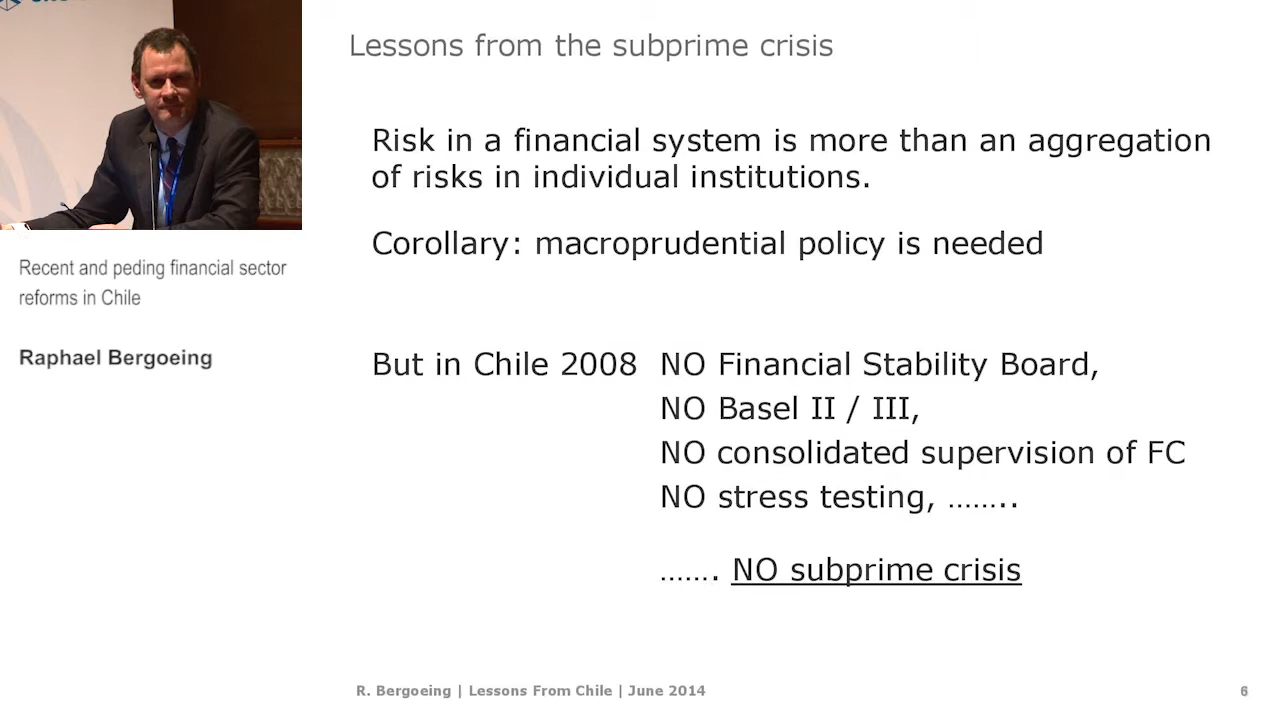 Lessons from the subprime crisis
Risk in a financial system is more than an aggregation
of risks in individual institutions.
Corollary: macroprudential policy is needed
Recent and peding financial sector
reforms in Chile
Raphael Bergoeing
But in Chile 2008 NO Financial Stability Board,
NO Basel II / III,
NO consolidated supervision of FC
NO stress testing, ……..
……. NO subprime crisis
R. Bergoeing | Lessons From Chile | June 2014
6